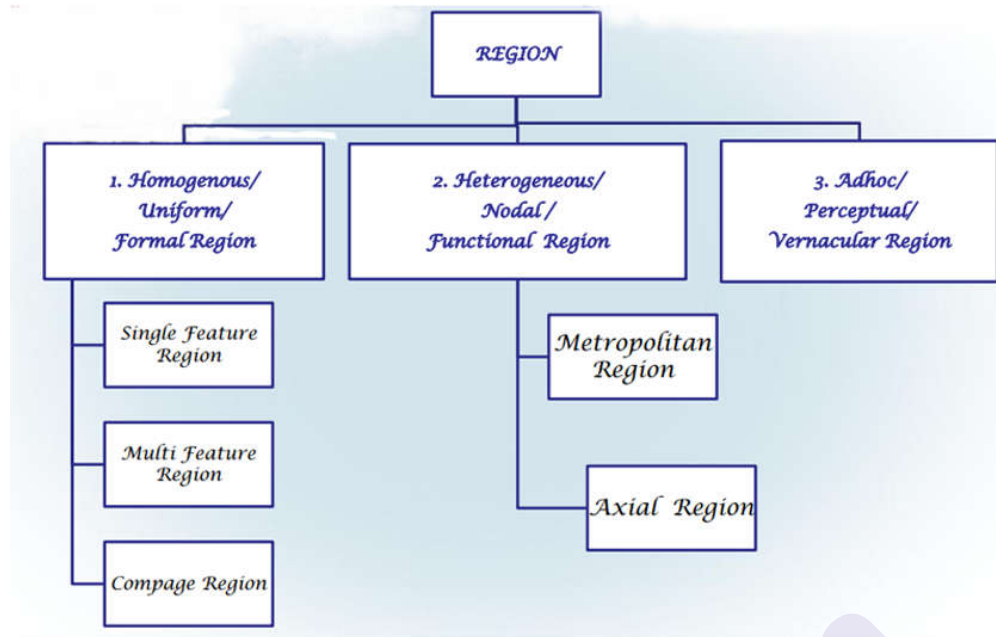 REGION
1. Homogenous/
Uniform/
Formal Region
2. Heterogeneous/
Nodal /
Functional Region
3. Adhoc/
Perceptual/
Vernacular Region
Single Feature
Region
Multi Feature
Region
Compage Region
Metropolitan
Region
Axial Region